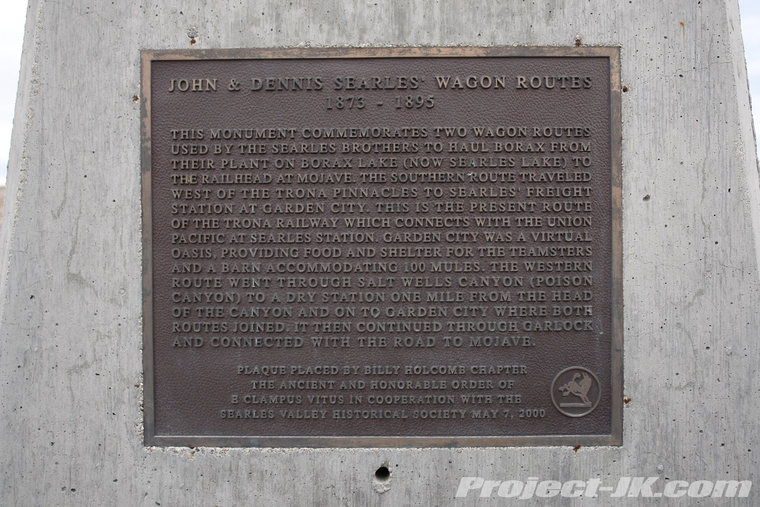 JOHN & DENNIS SEARLES' WAGON ROUTES
1873 - 1895
THIS MONUMENT COMMEMORATES TWO WAGON ROUTES
USED BY THE SEARLES BROTHERS TO HAUL BORAX FROM
THEIR PLANT ON BORAX LAKE (NOW SEARLES LAKE) TO
THE RAILHEAD AT MOJAVE. THE SOUTHERN ROUTE TRAVELED
WEST OF THE TRONA PINNACLES TO SEARLES' FREIGHT
STATION AT GARDEN CITY. THIS IS THE PRESENT ROUTE
OF THE TRONA RAILWAY WHICH CONNECTS WITH THE UNION
PACIFIC AT SEARLES STATION. GARDEN CITY WAS A VIRTUAL
OASIS, PROVIDING FOOD AND SHELTER FOR THE TEAMSTERS
AND A BARN ACCOMMODATING 100 MULES. THE WESTERN
ROUTE WENT THROUGH SALT WELLS CANYON (POISON
CANYON) TO A DRY STATION ONE MILE FROM THE HEAD
OF THE CANYON AND ON TO GARDEN CITY WHERE BOTH
ROUTES JOINED. IT THEN CONTINUED THROUGH GARLOCK
AND CONNECTED WITH THE ROAD TO MOJAVE.
PLAQUE PLACED BY BILLY HOLCOMB CHAPTER
THE ANCIENT AND HONORABLE ORDER OF
E CLAMPUS VITUS IN COOPERATION WITH THE
SEARLES VALLEY HISTORICAL SOCIETY MAY 7, 2000
Project-JK.com